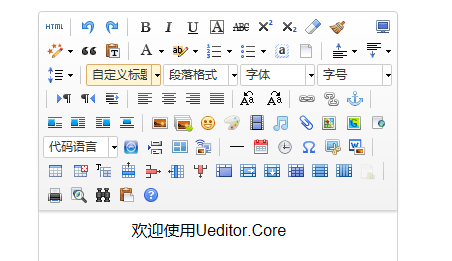 HTML B I U A ABC X² X₂
A ab
自定义标题 段落格式 字体 字号
代码语言
欢迎使用Ueditor.Core